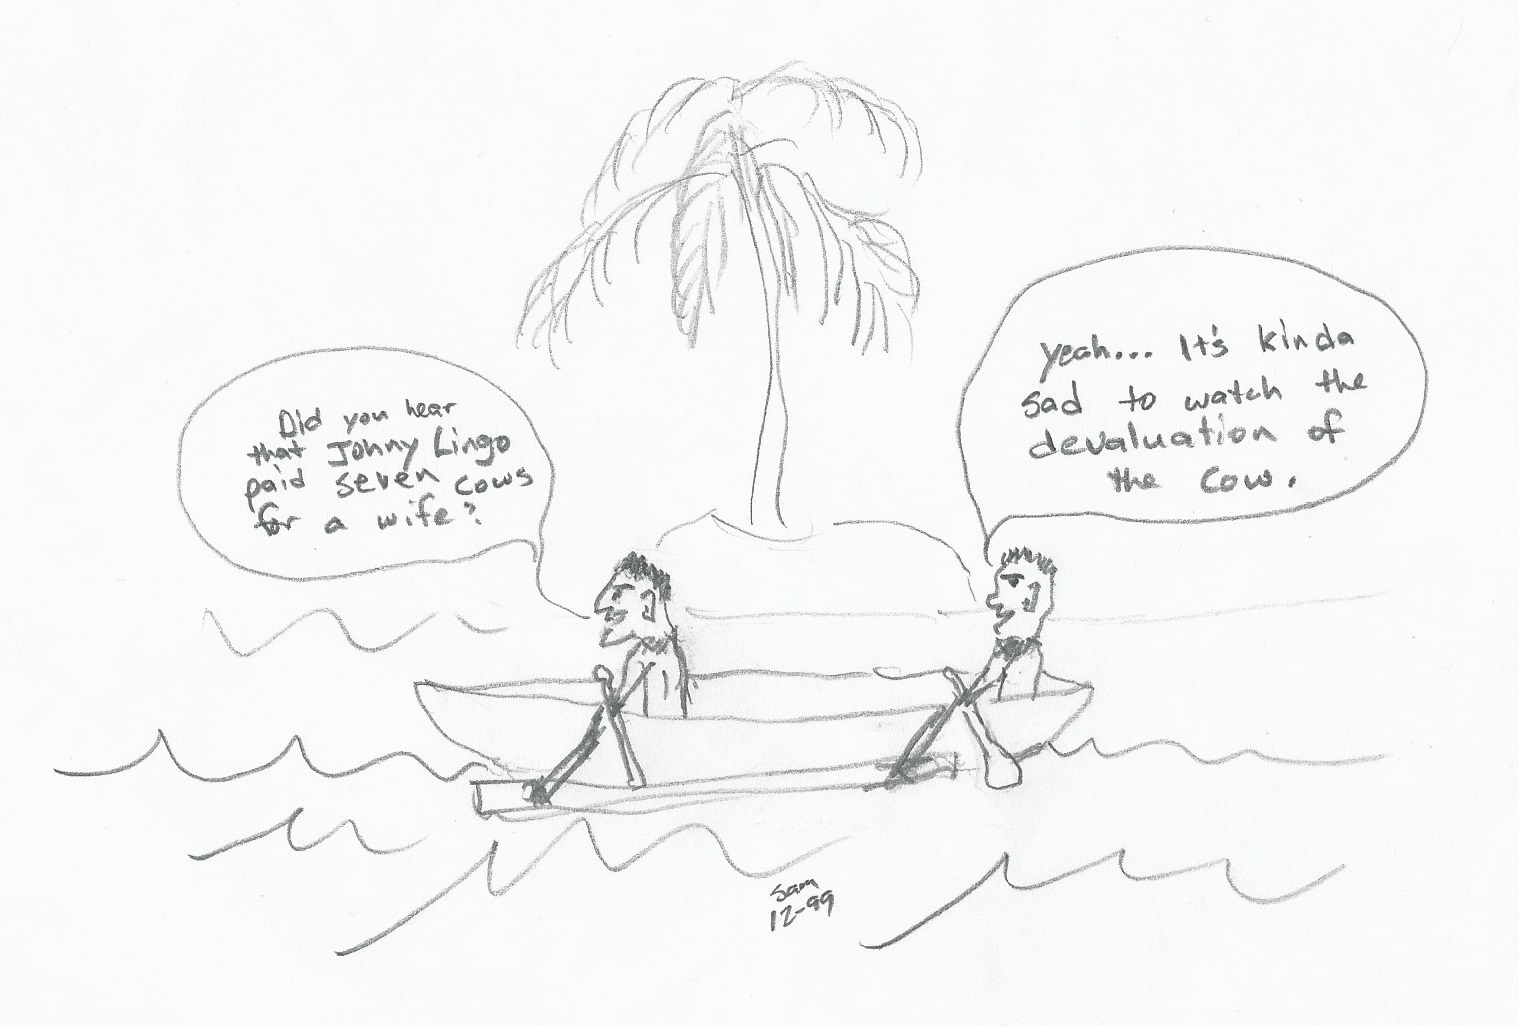 Did you hear
that Johny Lingo
paid seven cows
for a wife?
yeah... It's kinda
sad to watch the
devaluation of
the cow.
Sam
12-99